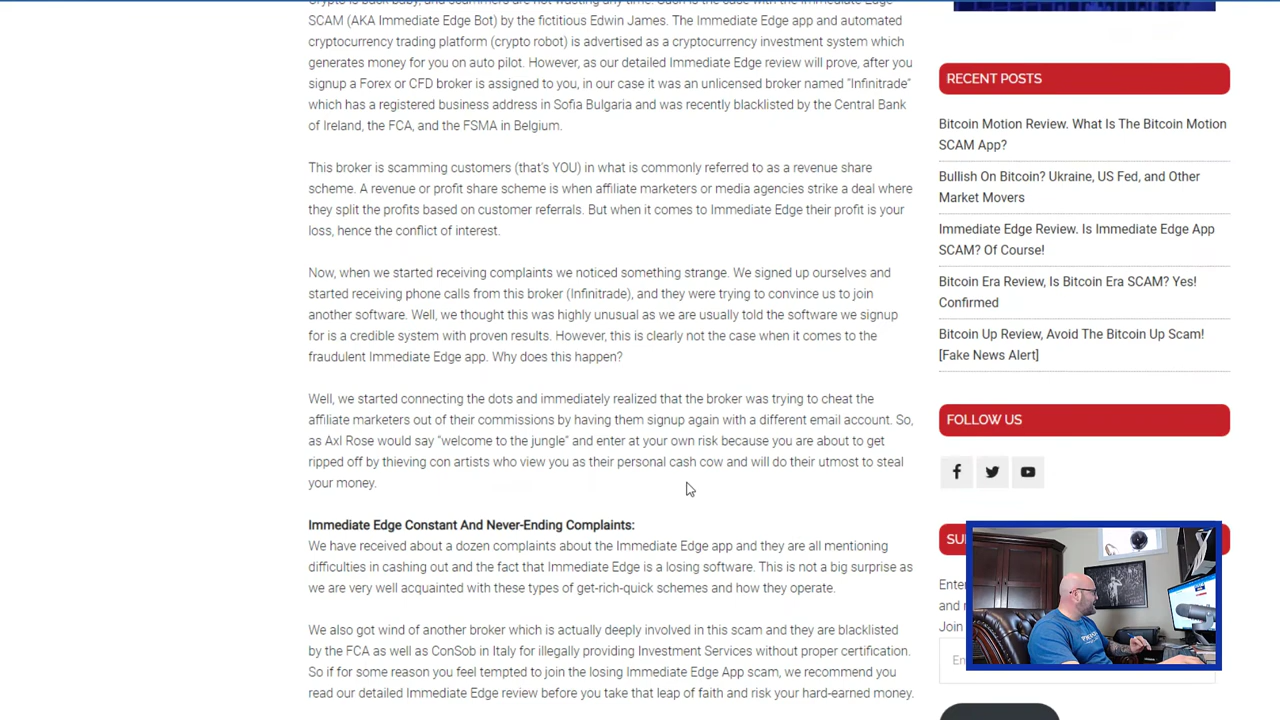 Crypto is back baby, and scammers are not wasting any time. Such is the case with the Immediate Edge
SCAM (AKA Immediate Edge Bot) by the fictitious Edwin James. The Immediate Edge app and automated
cryptocurrency trading platform (crypto robot) is advertised as a cryptocurrency investment system which
generates money for you on auto pilot. However, as our detailed Immediate Edge review will prove, after you
signup a Forex or CFD broker is assigned to you, in our case it was an unlicensed broker named “Infinitrade”
which has a registered business address in Sofia Bulgaria and was recently blacklisted by the Central Bank
of Ireland, the FCA, and the FSMA in Belgium.
This broker is scamming customers (that’s YOU) in what is commonly referred to as a revenue share
scheme. A revenue or profit share scheme is when affiliate marketers or media agencies strike a deal where
they split the profits based on customer referrals. But when it comes to Immediate Edge their profit is your
loss, hence the conflict of interest.
Now, when we started receiving complaints we noticed something strange. We signed up ourselves and
started receiving phone calls from this broker (Infinitrade), and they were trying to convince us to join
another software. Well, we thought this was highly unusual as we are usually told the software we signup
for is a credible system with proven results. However, this is clearly not the case when it comes to the
fraudulent Immediate Edge app. Why does this happen?
Well, we started connecting the dots and immediately realized that the broker was trying to cheat the
affiliate marketers out of their commissions by having them signup again with a different email account. So,
as Axl Rose would say “welcome to the jungle” and enter at your own risk because you are about to get
ripped off by thieving con artists who view you as their personal cash cow and will do their utmost to steal
your money.
Immediate Edge Constant And Never-Ending Complaints:
We have received about a dozen complaints about the Immediate Edge app and they are all mentioning
difficulties in cashing out and the fact that Immediate Edge is a losing software. This is not a big surprise as
we are very well acquainted with these types of get-rich-quick schemes and how they operate.
We also got wind of another broker which is actually deeply involved in this scam and they are blacklisted
by the FCA as well as ConSob in Italy for illegally providing Investment Services without proper certification.
So if for some reason you feel tempted to join the losing Immediate Edge App scam, we recommend you
read our detailed Immediate Edge review before you take that leap of faith and risk your hard-earned money.
RECENT POSTS
Bitcoin Motion Review. What Is The Bitcoin Motion
SCAM App?
Bullish On Bitcoin? Ukraine, US Fed, and Other
Market Movers
Immediate Edge Review. Is Immediate Edge App
SCAM? Of Course!
Bitcoin Era Review, Is Bitcoin Era SCAM? Yes!
Confirmed
Bitcoin Up Review, Avoid The Bitcoin Up Scam!
[Fake News Alert]
FOLLOW US
SU
Enter
and r
Join